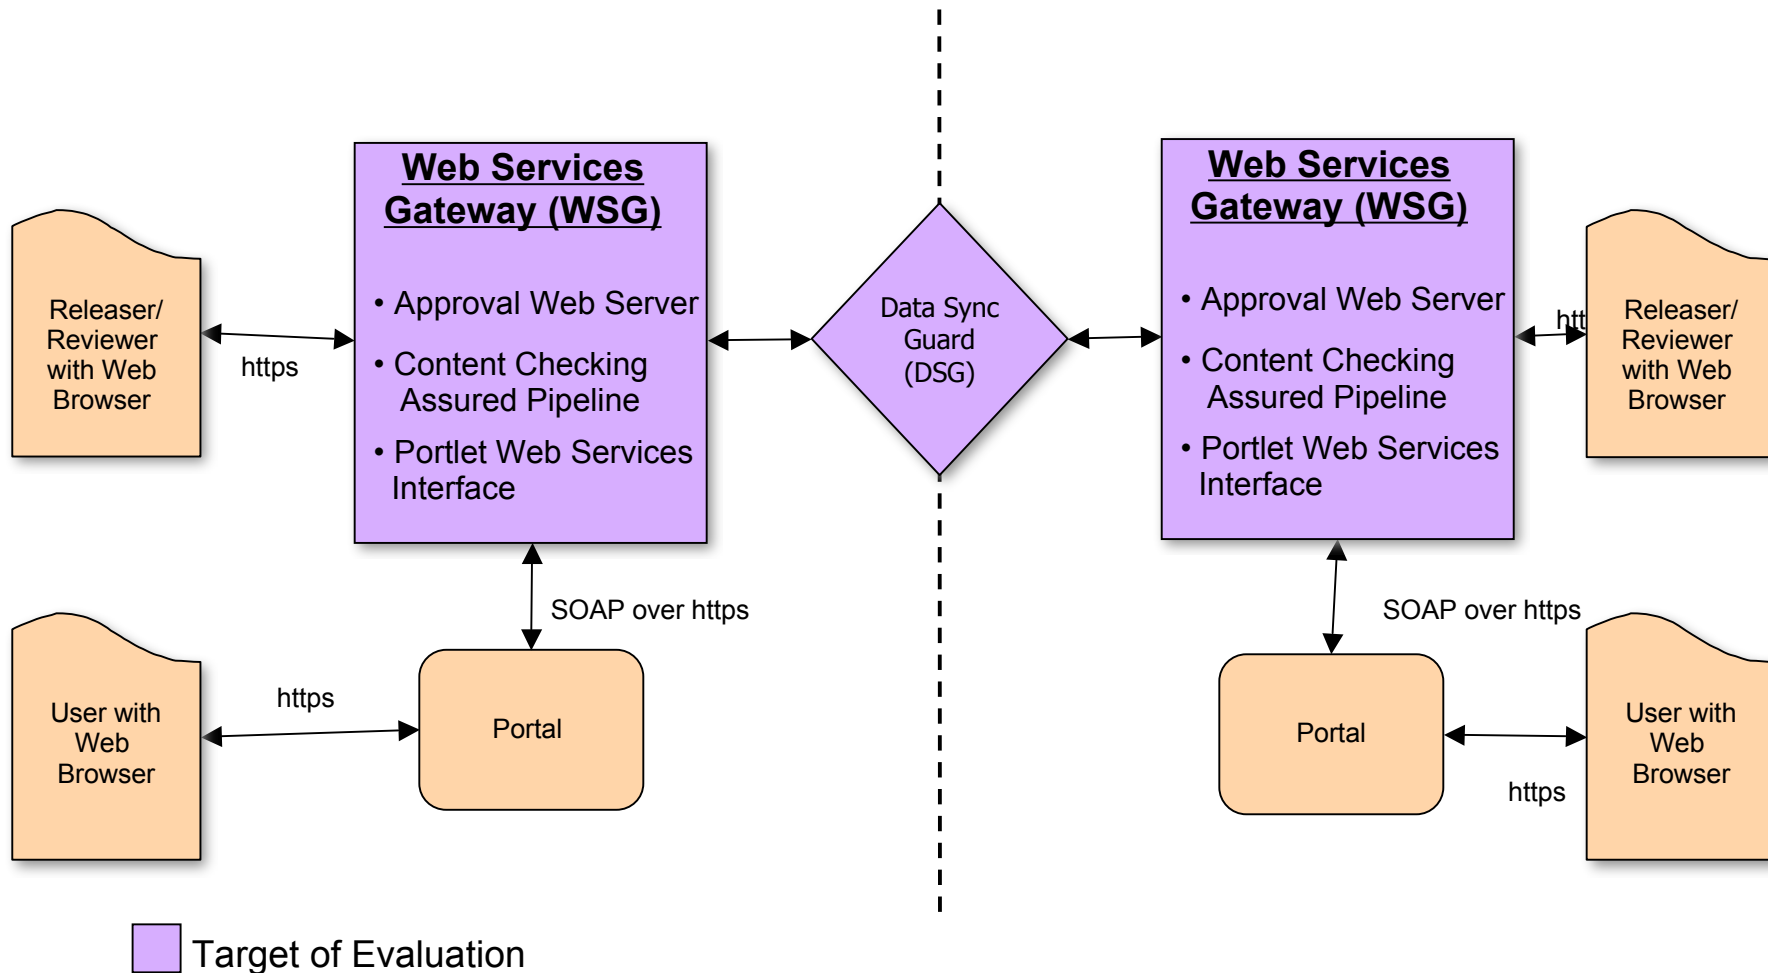 Web Services
Gateway (WSG)
• Approval Web Server
• Content Checking
Assured Pipeline
• Portlet Web Services
Interface
Releaser/
Reviewer
with Web
Browser
https
Data Sync
Guard
(DSG)
Web Services
Gateway (WSG)
• Approval Web Server
• Content Checking
Assured Pipeline
• Portlet Web Services
Interface
htt
Releaser/
Reviewer
with Web
Browser
SOAP over https
SOAP over https
User with
Web
Browser
https
Portal
Portal
https
User with
Web
Browser
Target of Evaluation